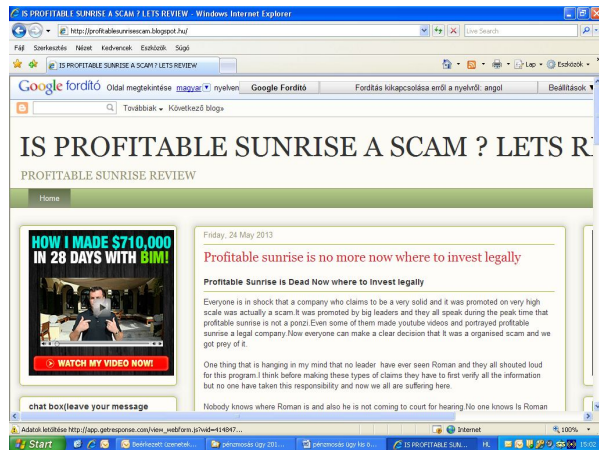 IS PROFITABLE SUNRISE A SCAM ? LETS REVIEW - Windows Internet Explorer
http://profitablesunrisescam.blogspot.hu/
Live Search
Fájl Szerkesztés Nézet Kedvencek Eszközök Súgó
IS PROFITABLE SUNRISE A SCAM ? LETS REVIEW
Lap Eszközök
Google fordító Oldal megtekintése magyar nyelven Google Fordító Fordítás kikapcsolása erről a nyelvről: angol Beállítások
Továbbiak Következő blog»
IS PROFITABLE SUNRISE A SCAM ? LETS R
PROFITABLE SUNRISE REVIEW
Home
HOW I MADE $710,000
IN 28 DAYS WITH BIM!
WATCH MY VIDEO NOW!
chat box(leave your message
Friday, 24 May 2013
Profitable sunrise is no more now where to invest legally
Profitable Sunrise is Dead Now where to Invest legally
Everyone is in shock that a company who claims to be a very solid and it was promoted on very high
scale was actually a scam.It was promoted by big leaders and they all speak during the peak time that
profitable sunrise is not a ponzi.Even some of them made youtube videos and portrayed profitable
sunrise a legal company.Now everyone can make a clear decision that It was a organised scam and we
got prey of it.
One thing that is hanging in my mind that no leader have ever seen Roman and they all shouted loud
for this program.I think before making these types of claims they have to first verify all the information
but no one have taken this responsibility and now we all are suffering here.
Nobody knows where Roman is and also he is not coming to court for hearing.No one knows Is Roman
Adatok letöltése http://app.getresponse.com/view_webform.js?wid=414847...
Internet
100%
Start
Beérkezett üzenetek...
pénzmosás ügy 201...
pénzmosás ügy kis ö...
IS PROFITABLE SUN...
HU
15:02